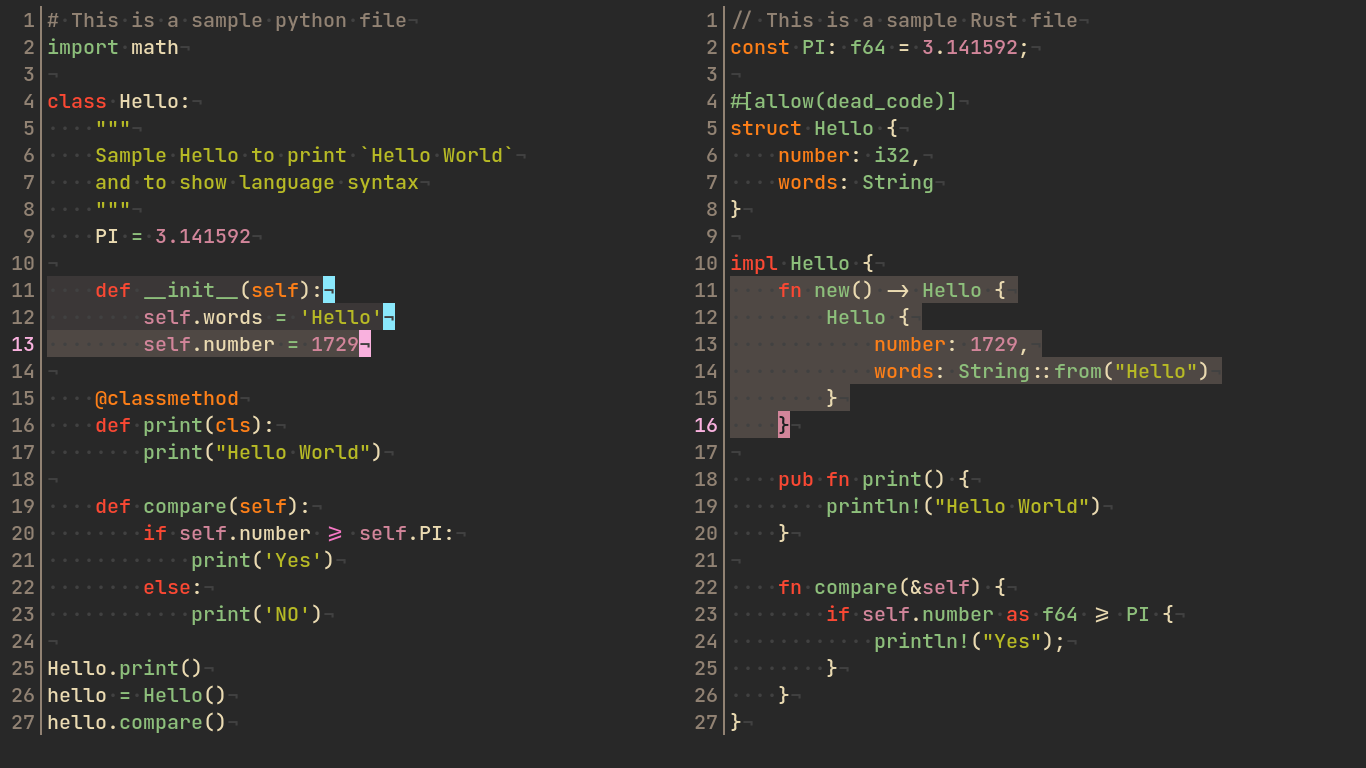 1 # This is a sample python file
2 import math
3
4 class Hello:
5     """
6     Sample Hello to print `Hello World`
7     and to show language syntax
8     """
9     PI = 3.141592
10
11     def __init__(self):
12         self.words = 'Hello'
13         self.number = 1729
14
15     @classmethod
16     def print(cls):
17         print("Hello World")
18
19     def compare(self):
20         if self.number >= self.PI:
21             print('Yes')
22         else:
23             print('NO')
24
25 Hello.print()
26 hello = Hello()
27 hello.compare()
1 // This is a sample Rust file
2 const PI: f64 = 3.141592;
3
4 #[allow(dead_code)]
5 struct Hello {
6     number: i32,
7     words: String
8 }
9
10 impl Hello {
11     fn new() -> Hello {
12         Hello {
13             number: 1729,
14             words: String::from("Hello")
15         }
16     }
17
18     pub fn print() {
19         println!("Hello World")
20     }
21
22     fn compare(&self) {
23         if self.number as f64 >= PI {
24             println!("Yes");
25         }
26     }
27 }